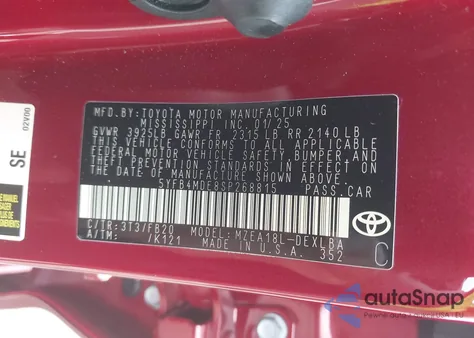 MFD.BY:TOYOTA MOTOR MANUFACTURING
MISSISSIPPI INC. 01/25
GVWR 3925LB GAWR FR 2315 LB RR 2140 LB
THIS VEHICLE CONFORMS TO ALL APPLICABLE
FEDERAL MOTOR VEHICLE SAFETY, BUMPER AND
THEFT PREVENTION STANDARDS IN EFFECT ON
THE DATE OF MANUFACTURE SHOWN ABOVE.
5YFB4MDE8SP268815 PASS.CAR
C/TR: 3T3/FB20 MODEL: MZEA18L-DEXLBA
A/TM: /K121 MADE IN U.S.A. 352
TOYOTA
C
SE
02V00
autoSnap